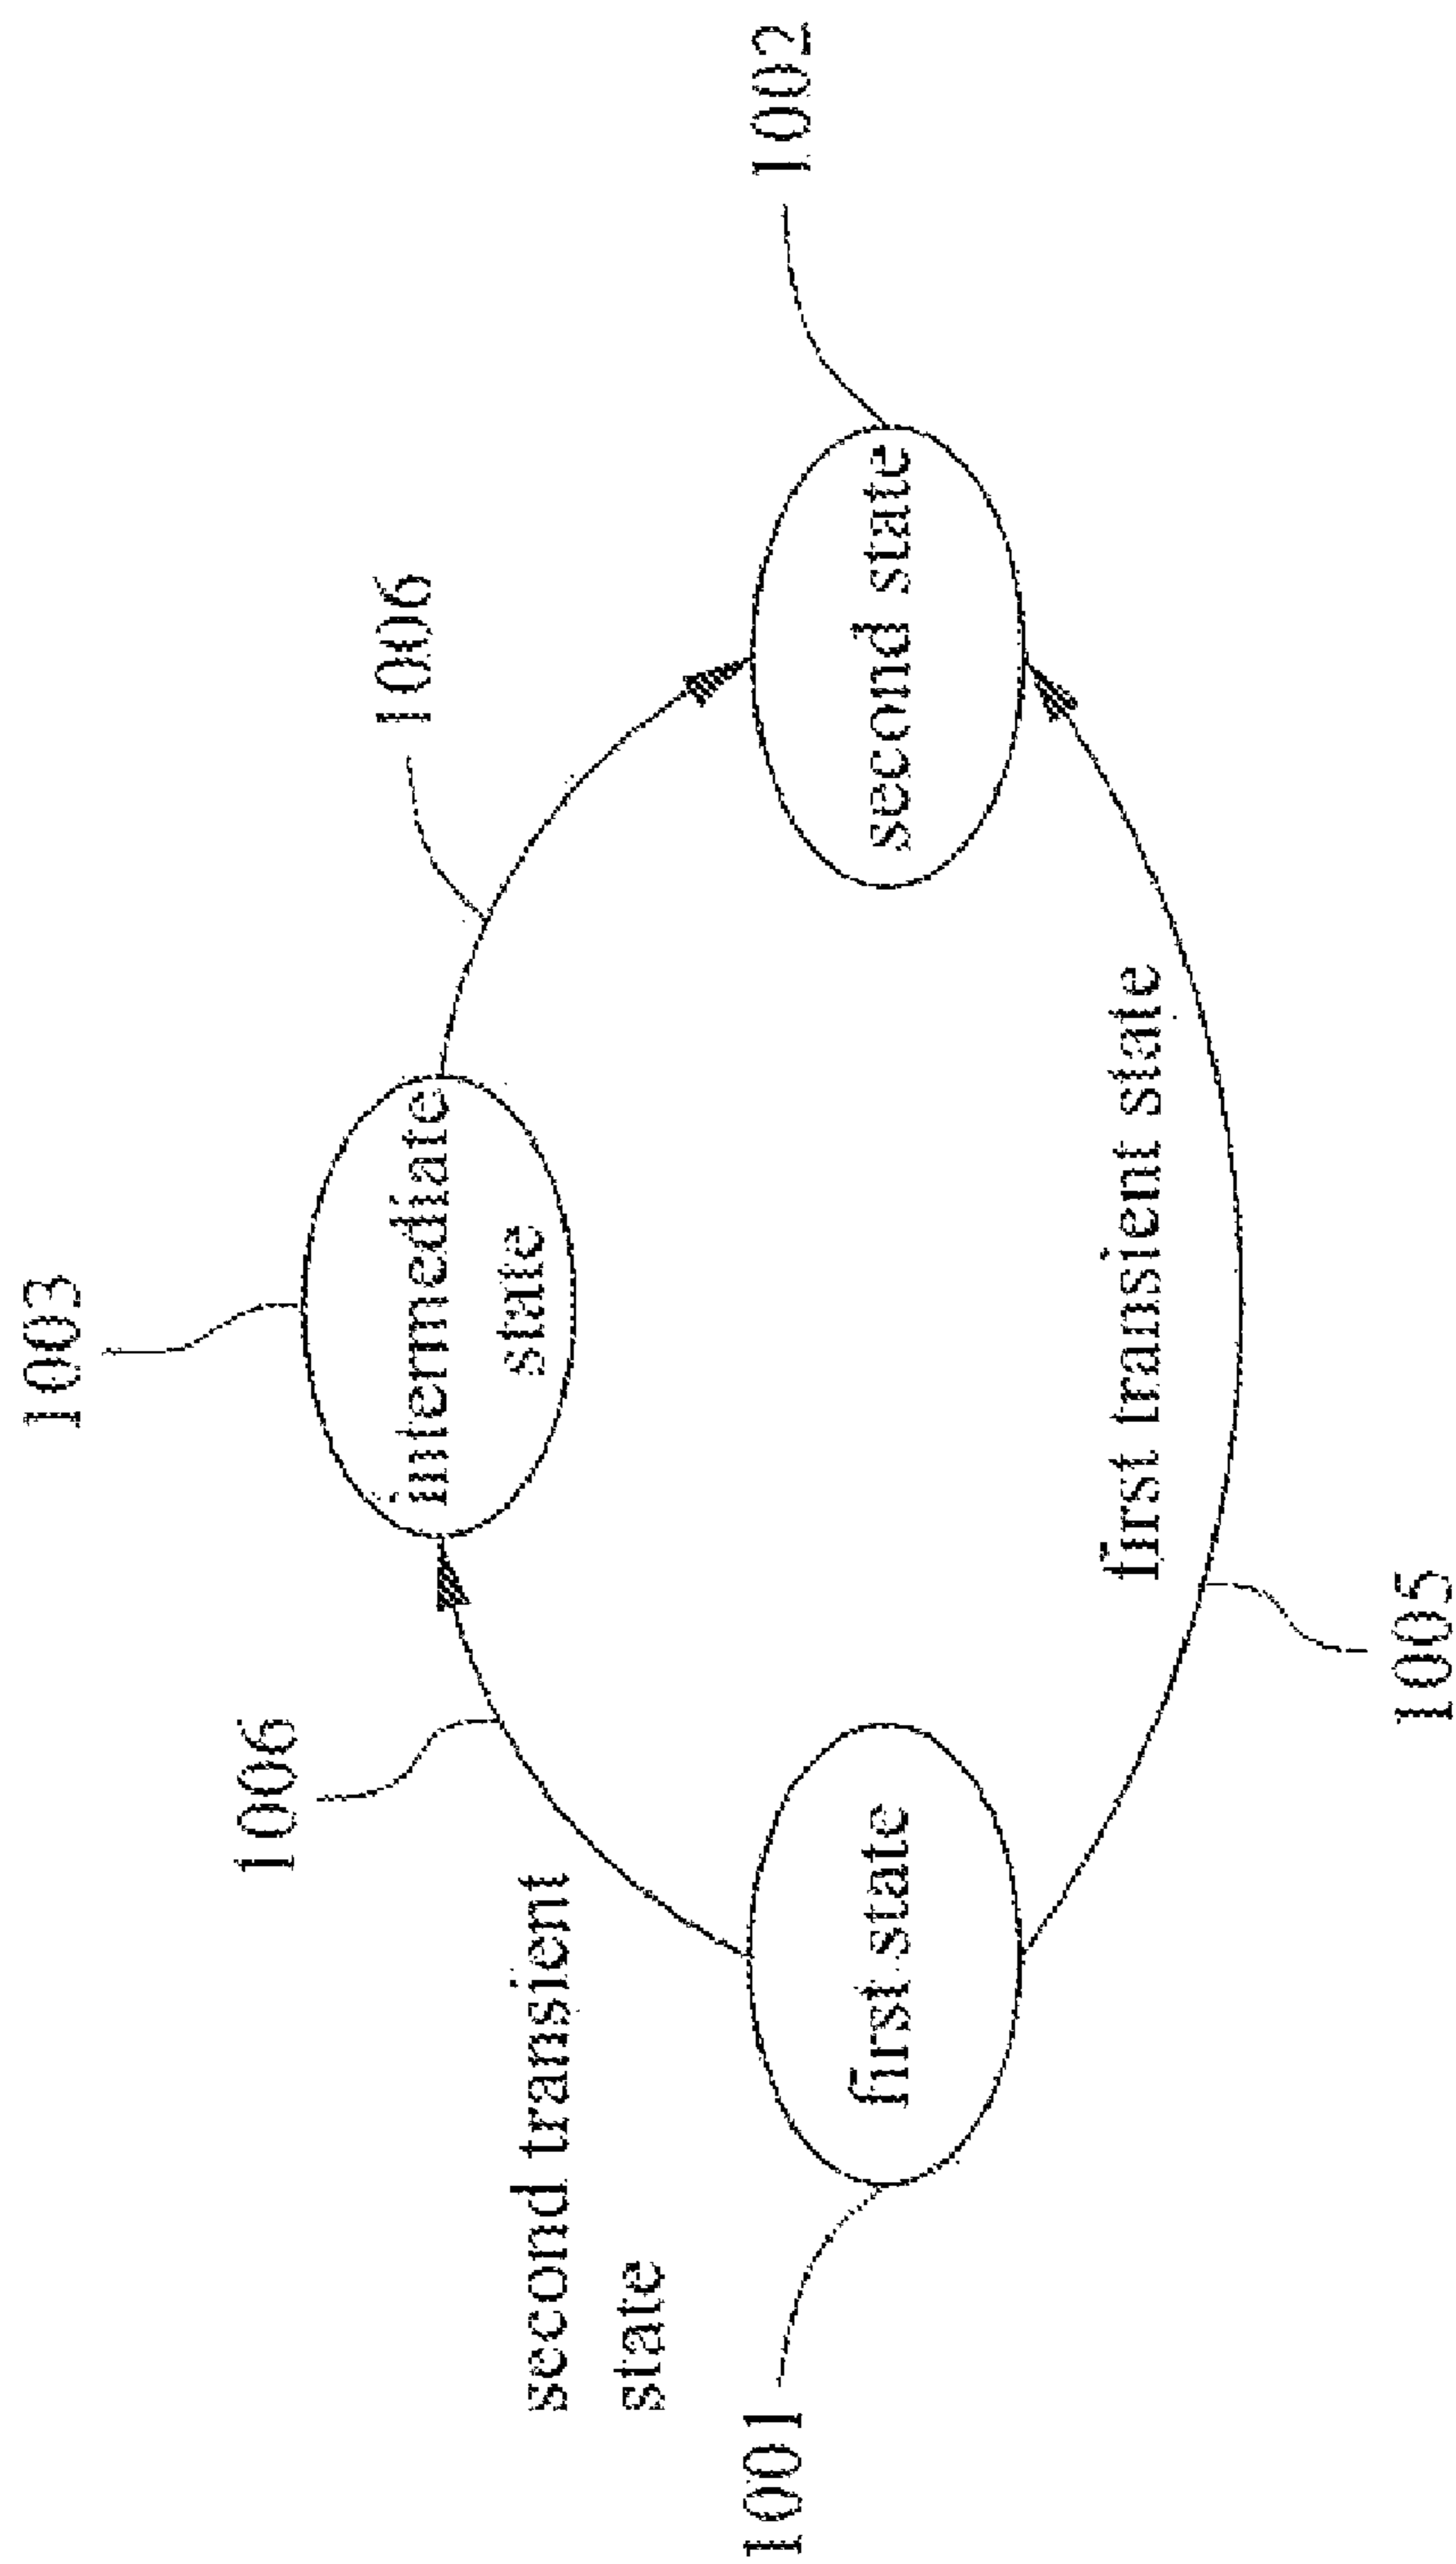 1003
1006
1006
1002
intermediate
state
second transient
state
1001
first state
second state
first transient state
1005